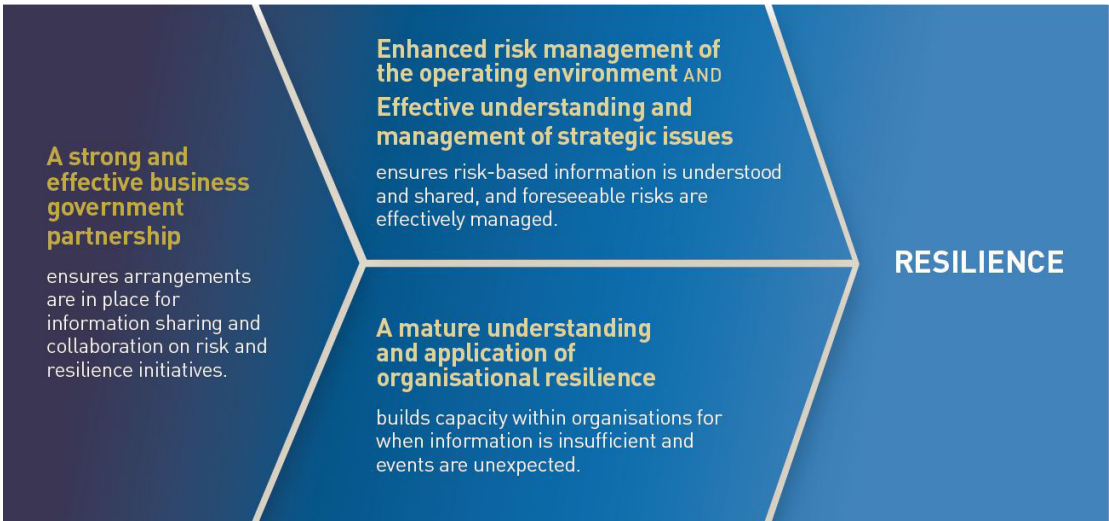 A strong and
effective business
government
partnership
ensures arrangements
are in place for
information sharing and
collaboration on risk and
resilience initiatives.
Enhanced risk management of
the operating environment AND
Effective understanding and
management of strategic issues
ensures risk-based information is understood
and shared, and foreseeable risks are
effectively managed.
A mature understanding
and application of
organisational resilience
builds capacity within organisations for
when information is insufficient and
events are unexpected.
RESILIENCE